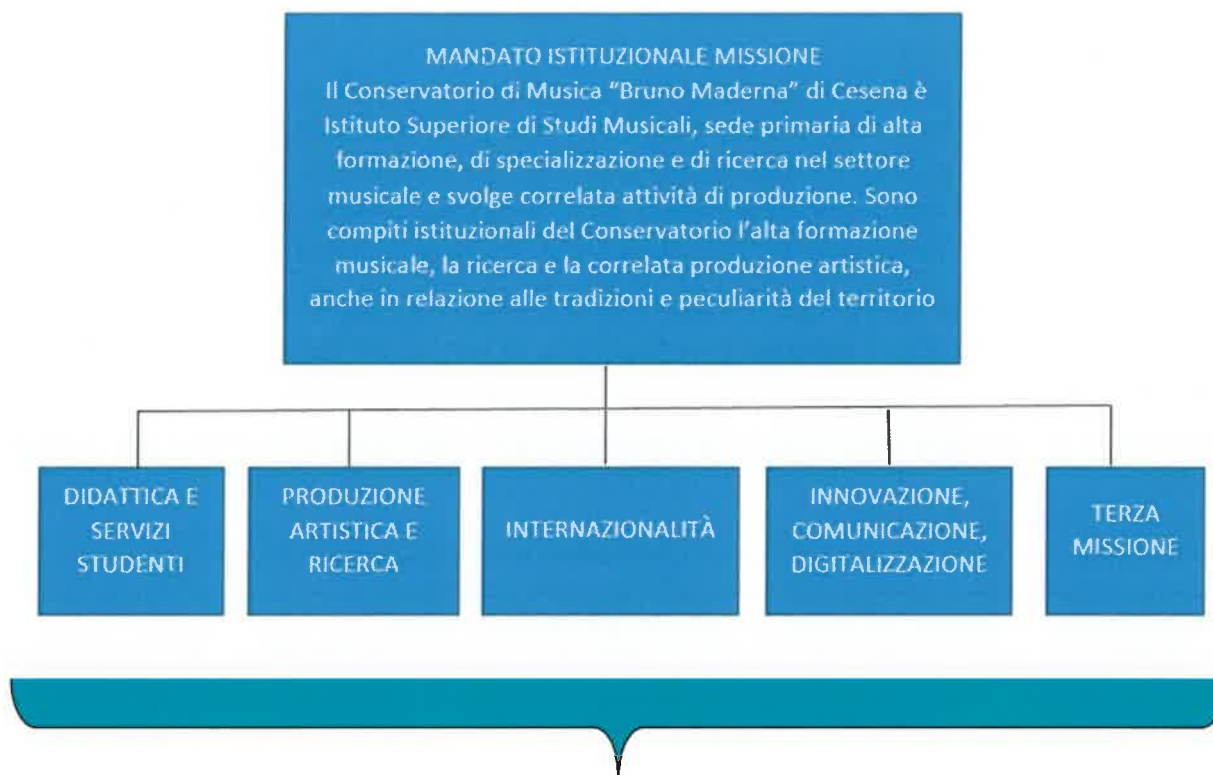 MANDATO ISTITUZIONALE MISSIONE
Il Conservatorio di Musica “Bruno Maderna” di Cesena è
Istituto Superiore di Studi Musicali, sede primaria di alta
formazione, di specializzazione e di ricerca nel settore
musicale e svolge correlata attività di produzione. Sono
compiti istituzionali del Conservatorio l’alta formazione
musicale, la ricerca e la correlata produzione artistica,
anche in relazione alle tradizioni e peculiarità del territorio
DIDATTICA E
SERVIZI
STUDENTI
PRODUZIONE
ARTISTICA E
RICERCA
INTERNAZIONALITÀ
INNOVAZIONE,
COMUNICAZIONE,
DIGITALIZZAZIONE
TERZA
MISSIONE